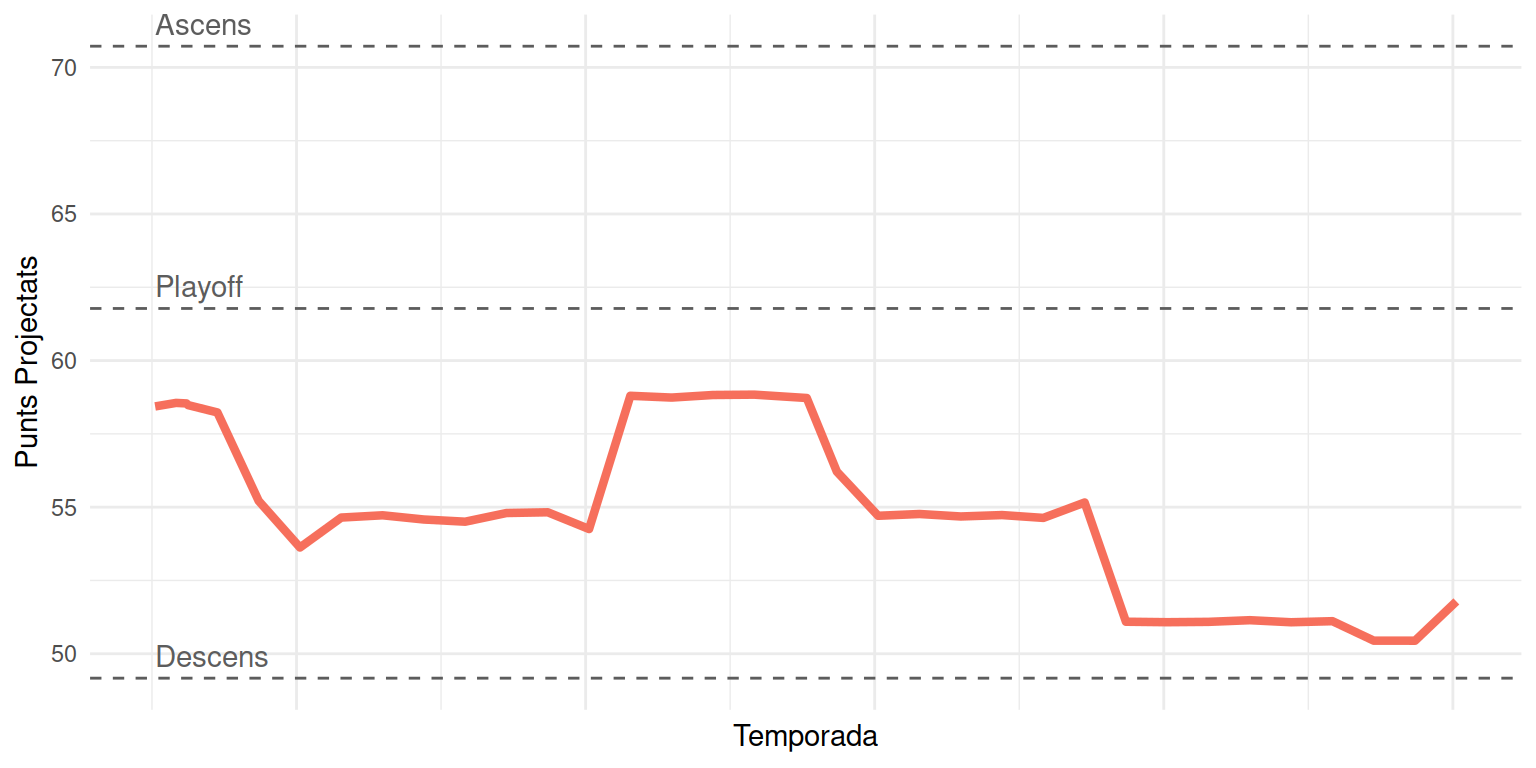 Ascens
70
65
Playoff
60
55
Descens
50
Punts Projectats
Temporada